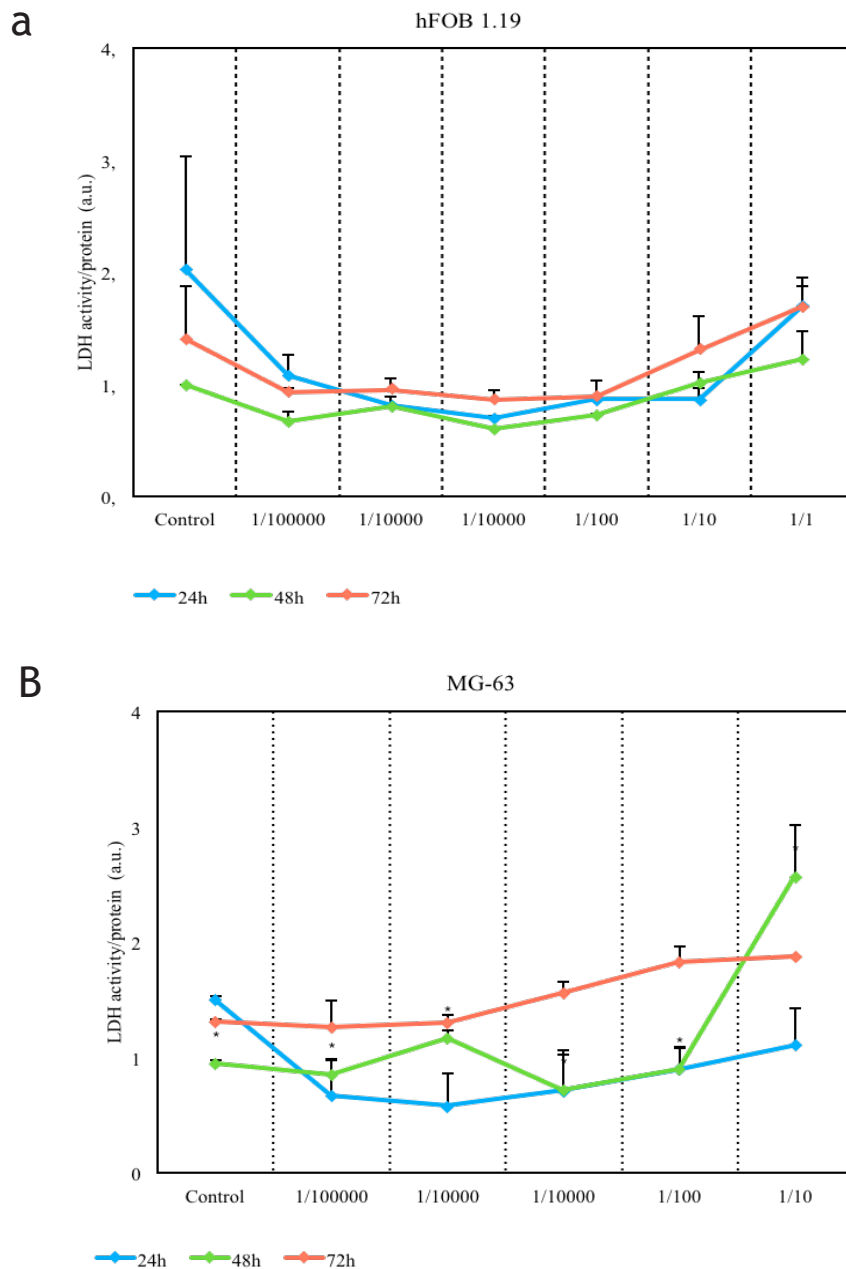 a
hFOB 1.19
4,
3,
2,
1,
0,
LDH activity/protein (a.u.)
Control 1/100000 1/10000 1/10000 1/100 1/10 1/1
24h 48h 72h
B
MG-63
4
3
2
1
0
LDH activity/protein (a.u.)
* * * * * * 
Control 1/100000 1/10000 1/10000 1/100 1/10
24h 48h 72h